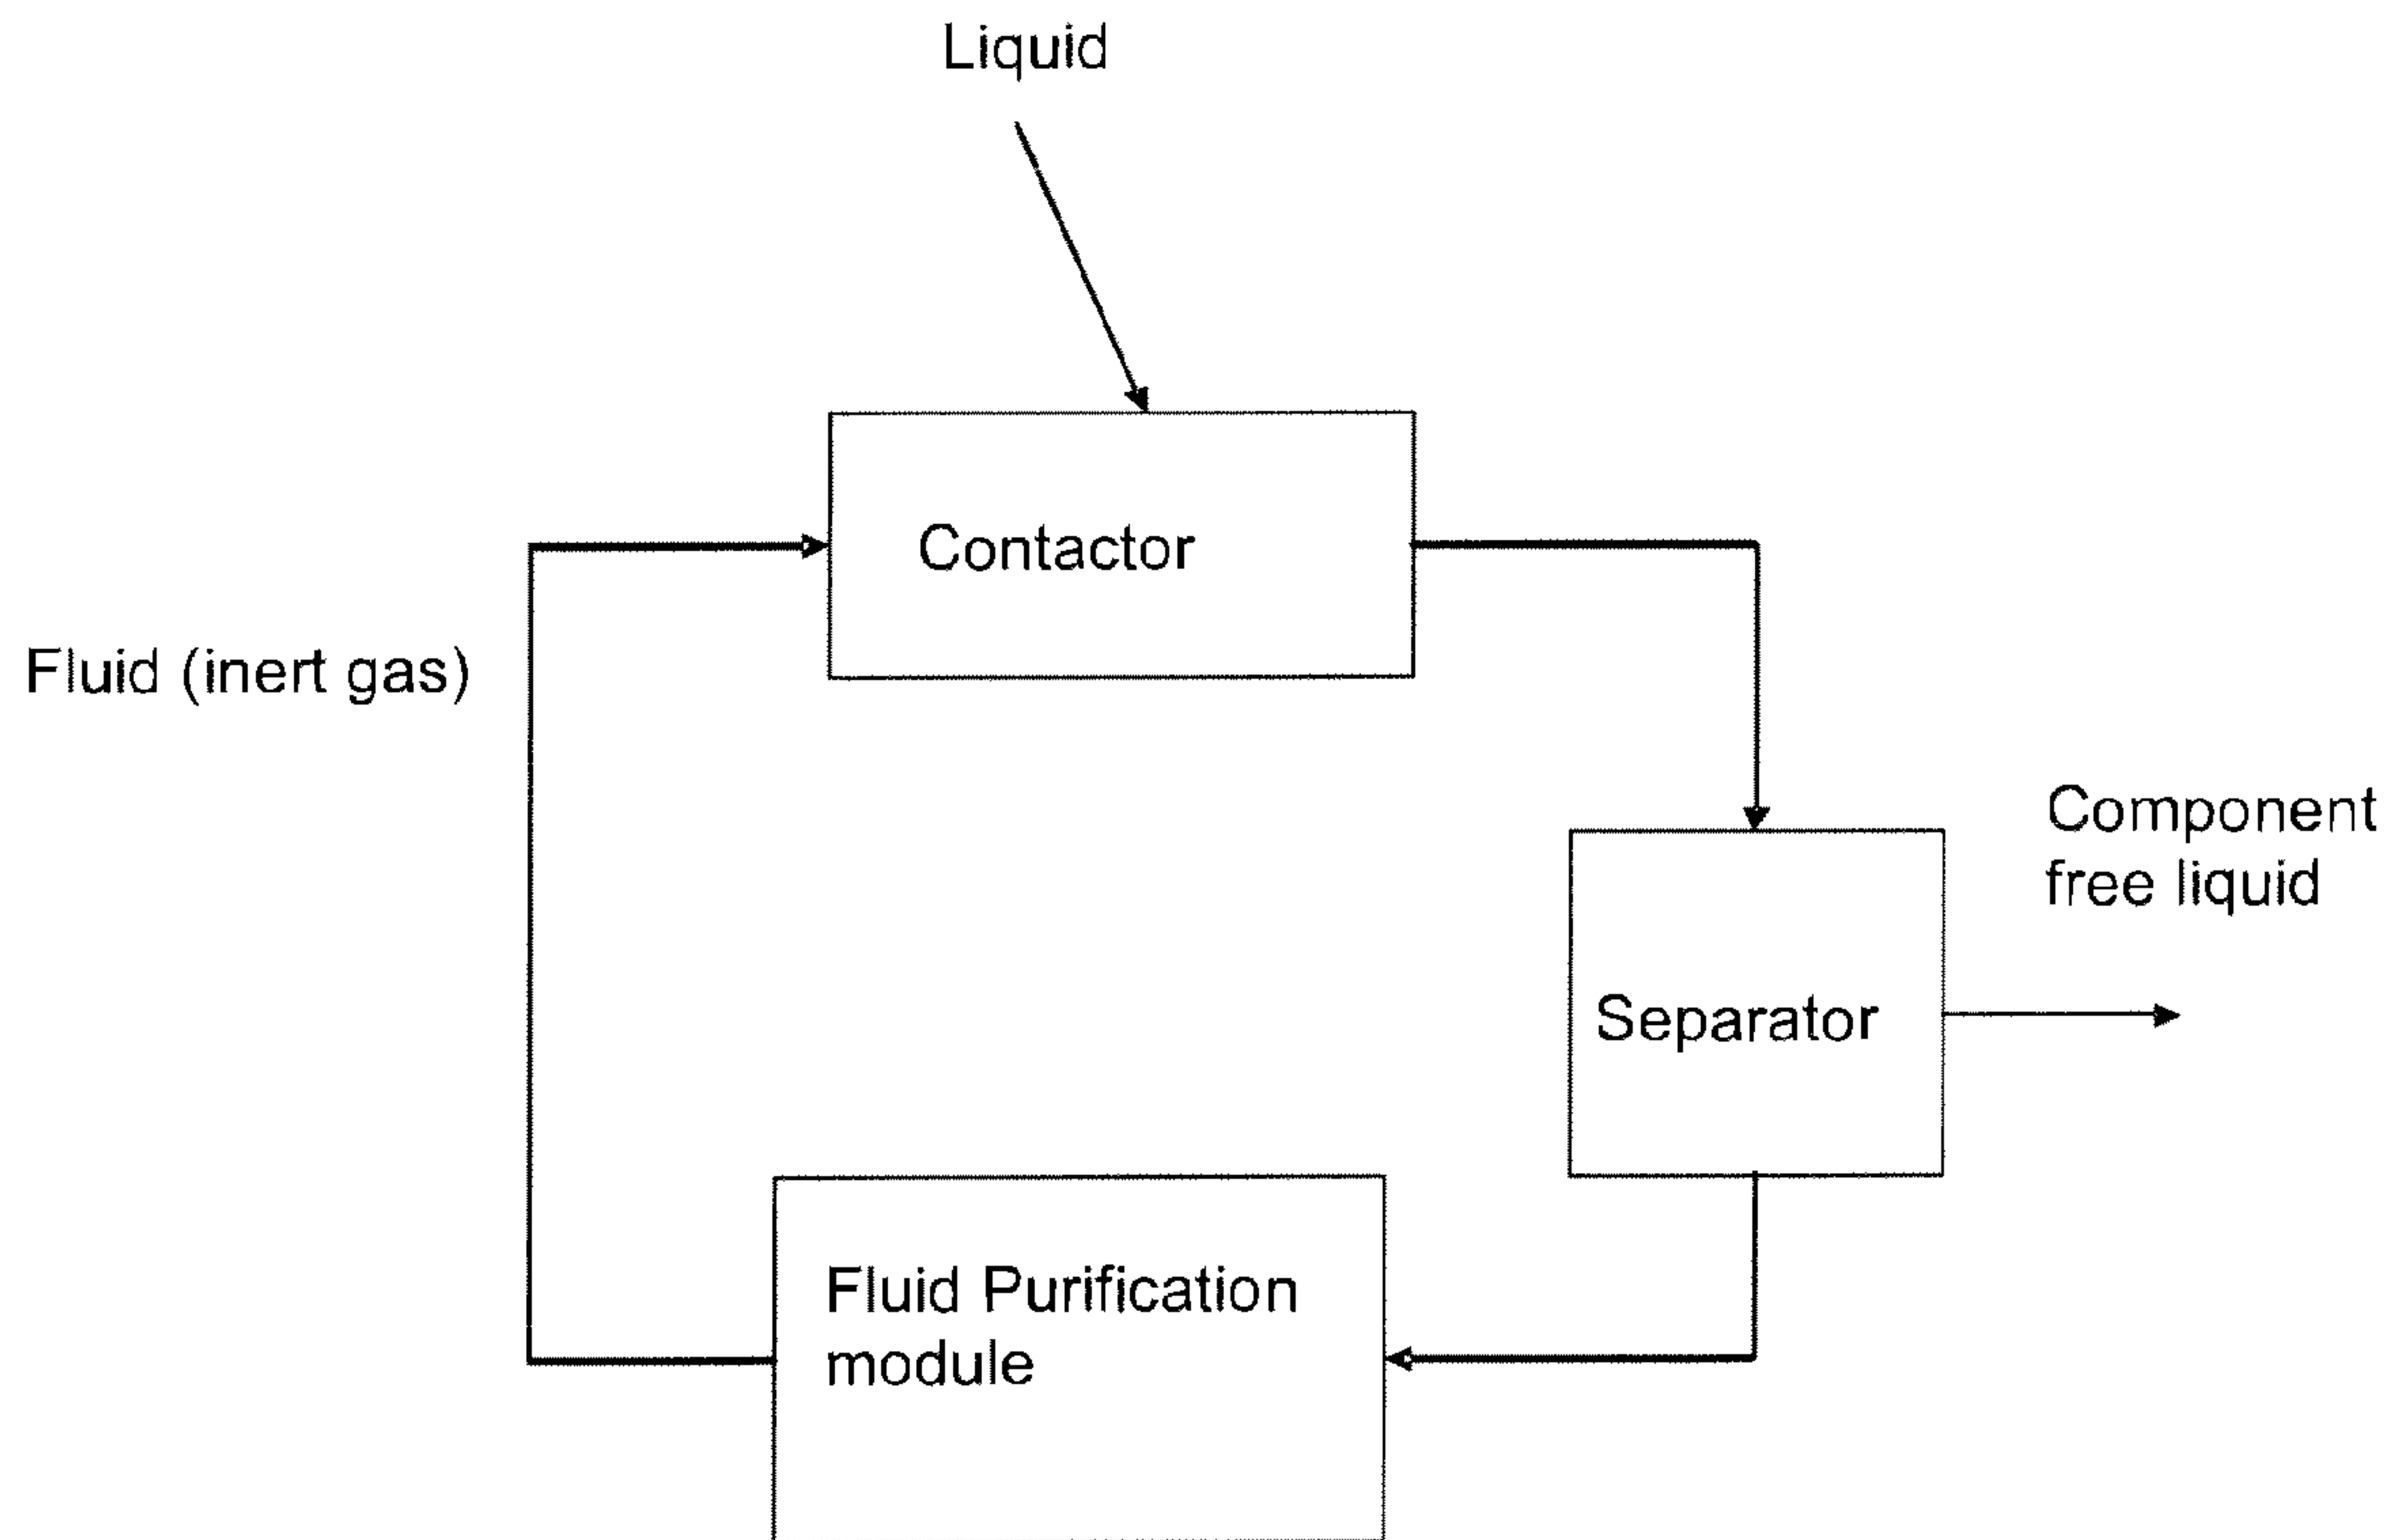 Liquid
Contactor
Fluid (inert gas)
Component
free liquid
Separator
Fluid Purification
module